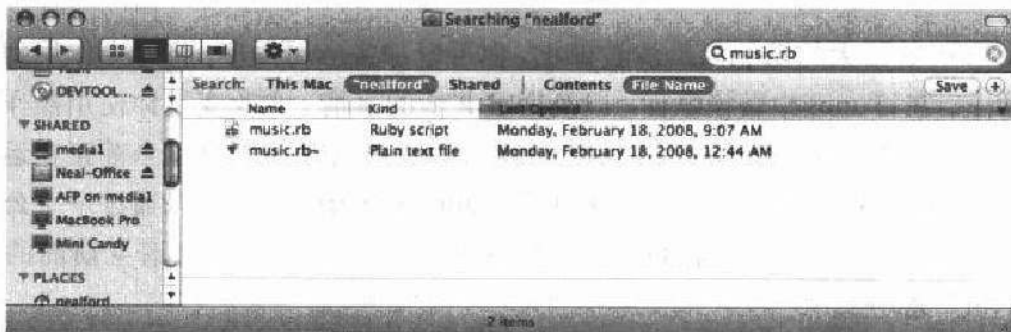 Searching "nealford"
music.rb
DEVTOOL...
Search: This Mac "nealford" Shared Contents File Name Save
Name Kind Last Opened
SHARED
music.rb Ruby script Monday, February 18, 2008, 9:07 AM
media1
music.rb~ Plain text file Monday, February 18, 2008, 12:44 AM
Neal-Office
AFP on media1
MacBook Pro
Mini Candy
PLACES
nealford
2 items